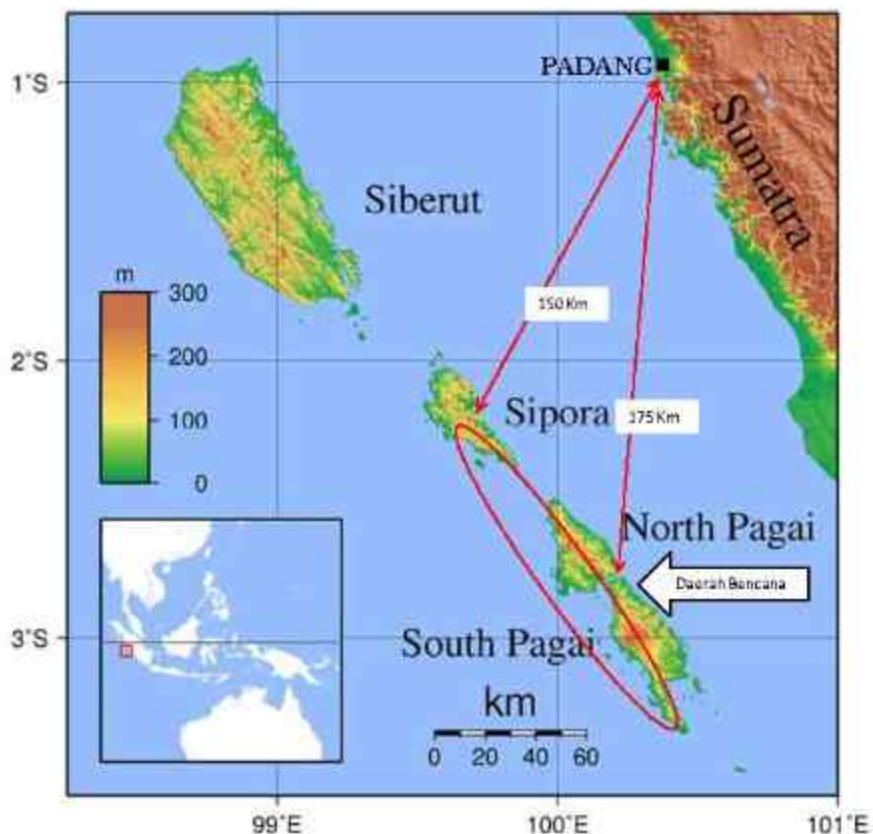 PADANG
1°S
Sumatra
Siberut
m
300
200
100
0
150 Km
2°S
Sipora
175 Km
North Pagai
Daerah Bencana
3°S
South Pagai
km
0 20 40 60
99°E 100°E 101°E